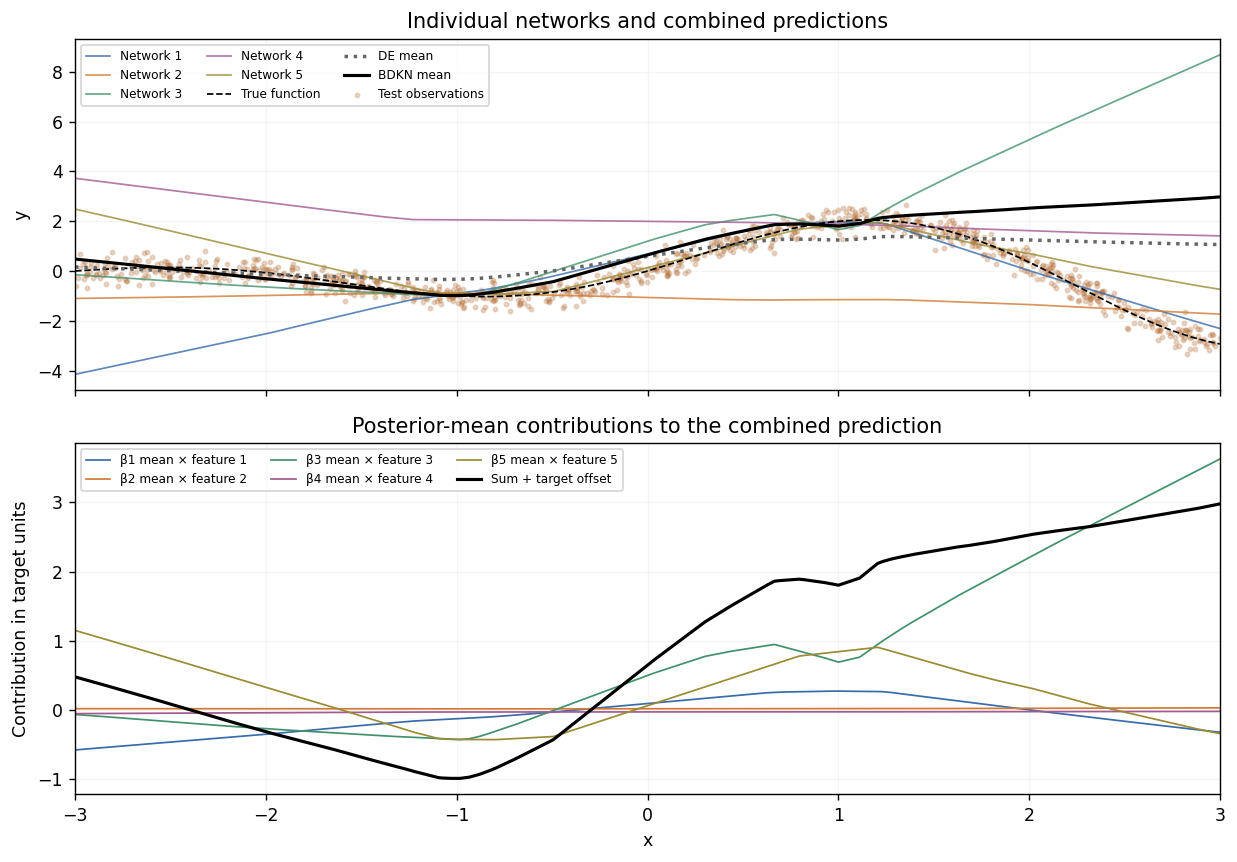 Individual networks and combined predictions
Network 1
Network 2
Network 3
Network 4
Network 5
True function
DE mean
BDKN mean
Test observations
8
6
4
2
0
−2
−4
y
Posterior-mean contributions to the combined prediction
β1 mean × feature 1
β2 mean × feature 2
β3 mean × feature 3
β4 mean × feature 4
β5 mean × feature 5
Sum + target offset
3
2
1
0
−1
Contribution in target units
−3
−2
−1
0
1
2
3
x